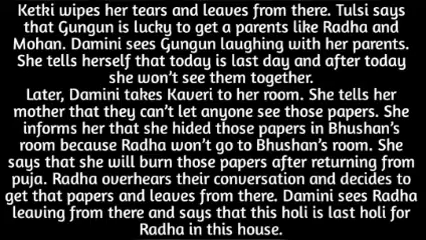 Ketki wipes her tears and leaves from there. Tulsi says
that Gungun is lucky to get a parents like Radha and
Mohan. Damini sees Gungun laughing with her parents.
She tells herself that today is last day and after today
she won't see them together.
Later, Damini takes Kaveri to her room. She tells her
mother that they can't let anyone see those papers. She
informs her that she hided those papers in Bhushan's
room because Radha won't go to Bhushan's room. She
says that she will burn those papers after returning from
puja. Radha overhears their conversation and decides to
get that papers and leaves from there. Damini sees Radha
leaving from there and says that this holi is last holi for
Radha in this house.